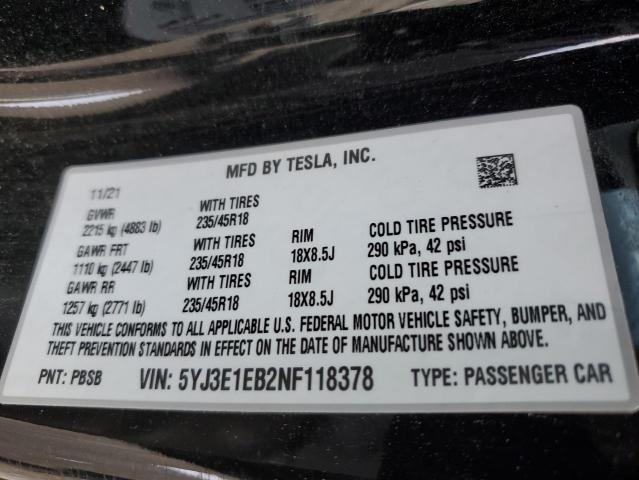 MFD BY TESLA, INC.
11/21
GVWR WITH TIRES
2215 kg (4883 lb) 235/45R18
GAWR FRT WITH TIRES RIM COLD TIRE PRESSURE
1110 kg (2447 lb) 235/45R18 18X8.5J 290 kPa, 42 psi
GAWR RR WITH TIRES RIM COLD TIRE PRESSURE
1257 kg (2771 lb) 235/45R18 18X8.5J 290 kPa, 42 psi
THIS VEHICLE CONFORMS TO ALL APPLICABLE U.S. FEDERAL MOTOR VEHICLE SAFETY, BUMPER, AND
THEFT PREVENTION STANDARDS IN EFFECT ON THE DATE OF MANUFACTURE SHOWN ABOVE.
PNT: PBSB VIN: 5YJ3E1EB2NF118378 TYPE: PASSENGER CAR